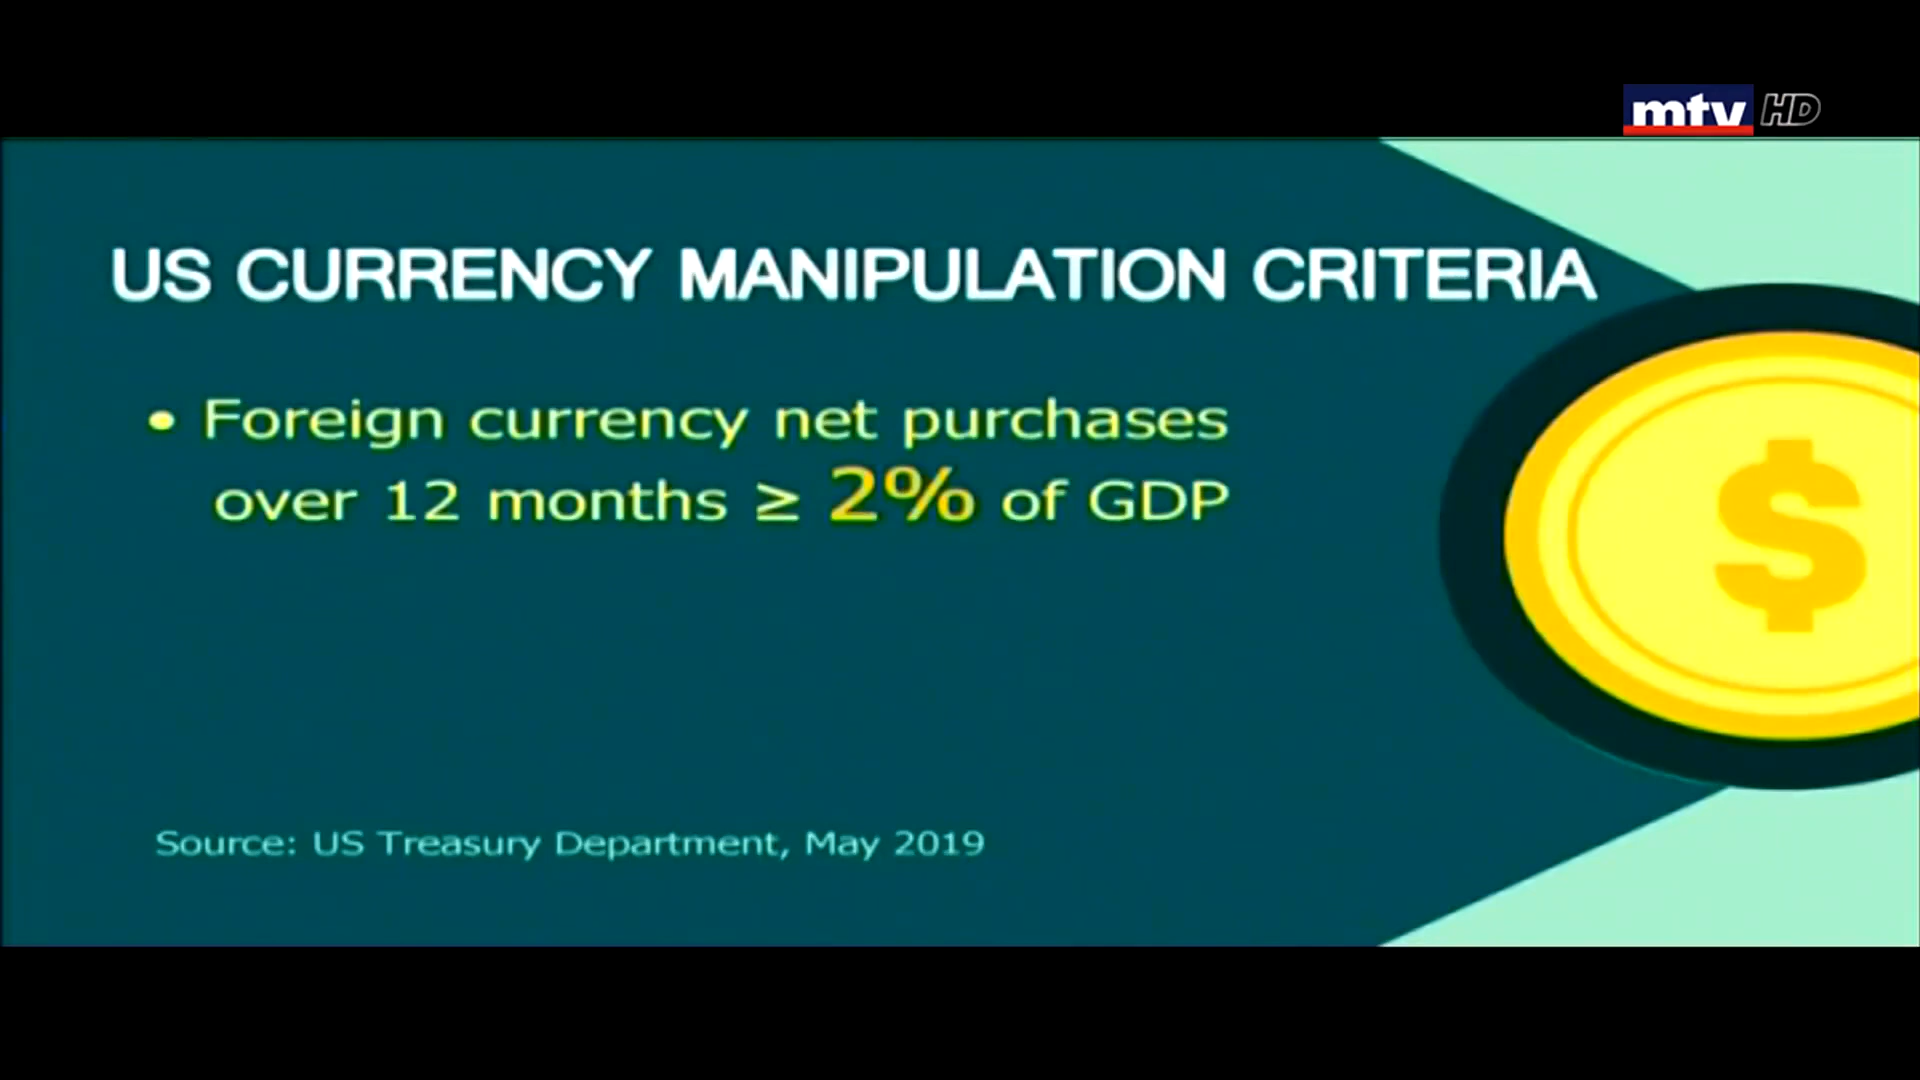 mtv HD
US CURRENCY MANIPULATION CRITERIA
• Foreign currency net purchases
over 12 months ≥ 2% of GDP
$
Source: US Treasury Department, May 2019